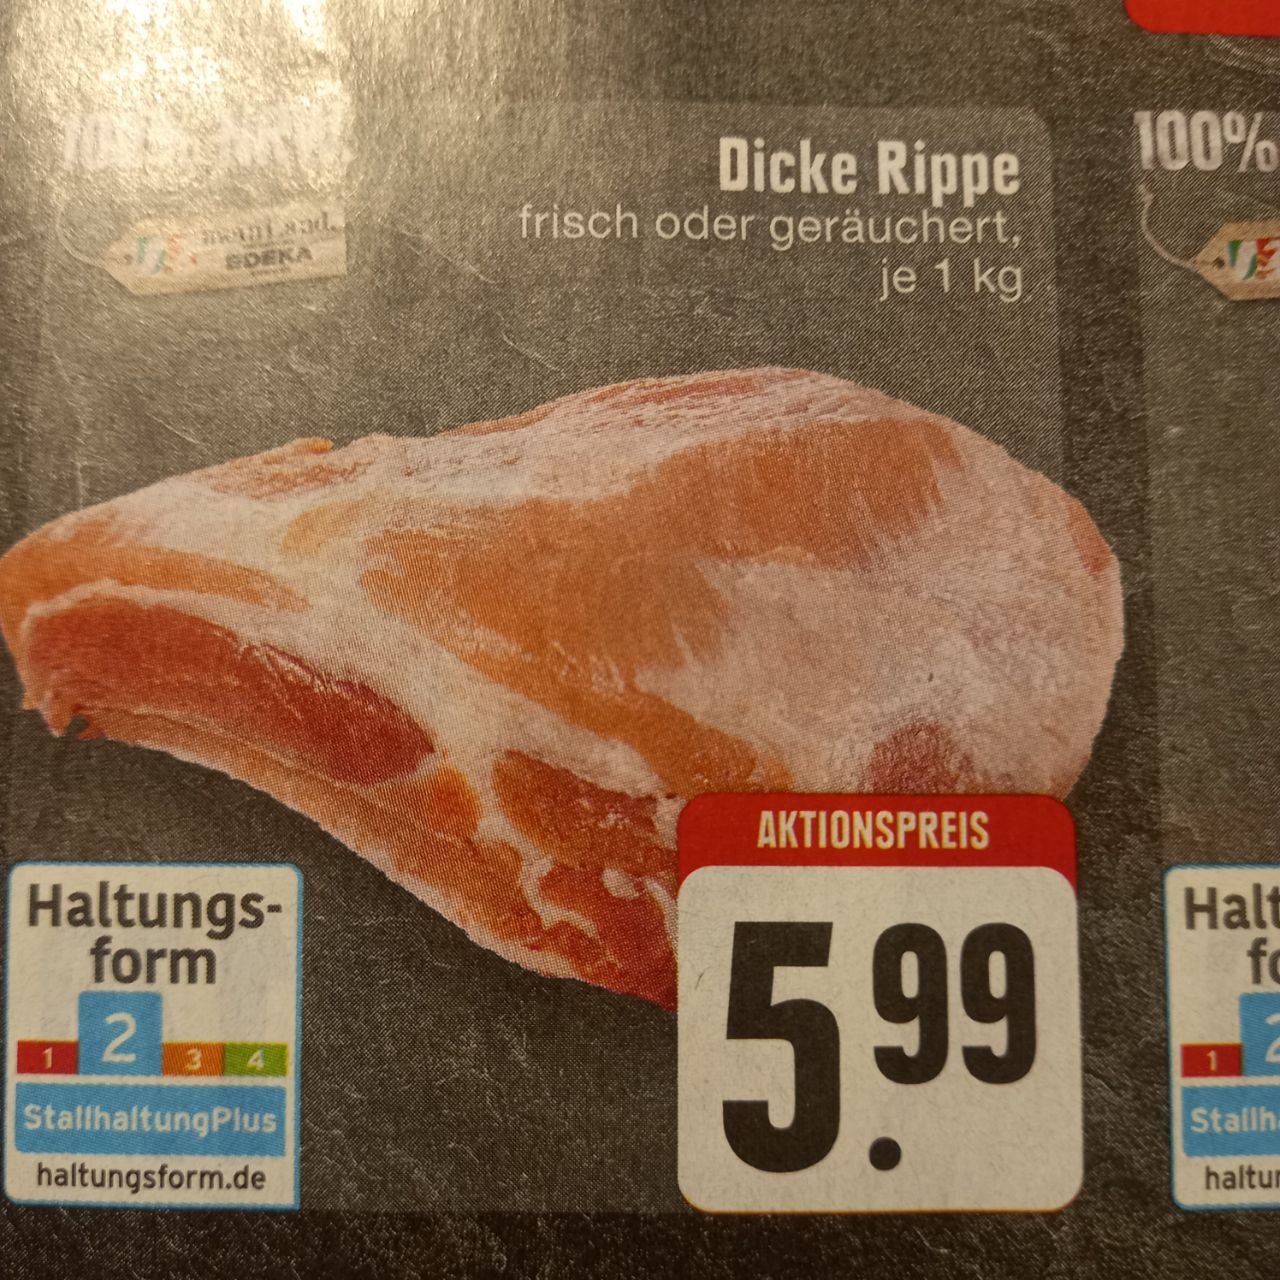 Dicke Rippe
frisch oder geräuchert,
je 1 kg
100%
EDEKA
AKTIONSPREIS
5.99
Haltungs-
form
1 2 3 4
StallhaltungPlus
haltungsform.de
1